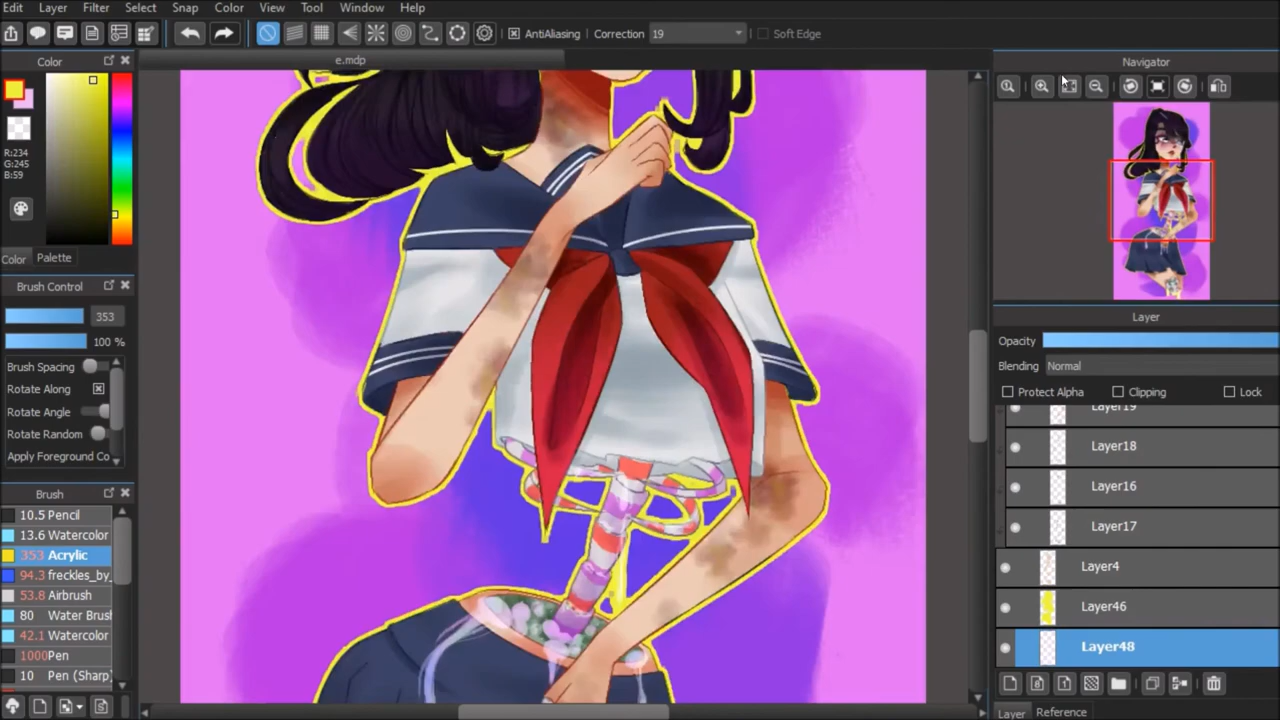 Edit Layer Filter Select Snap Color View Tool Window Help
AntiAliasing Correction 19 Soft Edge
Color
e.mdp
Navigator
R:234
G:245
B:59
Color Palette
Brush Control
353
100 %
Brush Spacing
Rotate Along
Rotate Angle
Rotate Random
Apply Foreground Co
Brush
10.5 Pencil
13.6 Watercolor
353 Acrylic
94.3 freckles_by_
53.8 Airbrush
80 Water Brush
42.1 Watercolor
1000 Pen
10 Pen (Sharp)
Layer
Opacity
Blending Normal
Protect Alpha Clipping Lock
Layer19
Layer18
Layer16
Layer17
Layer4
Layer46
Layer48
Layer Reference